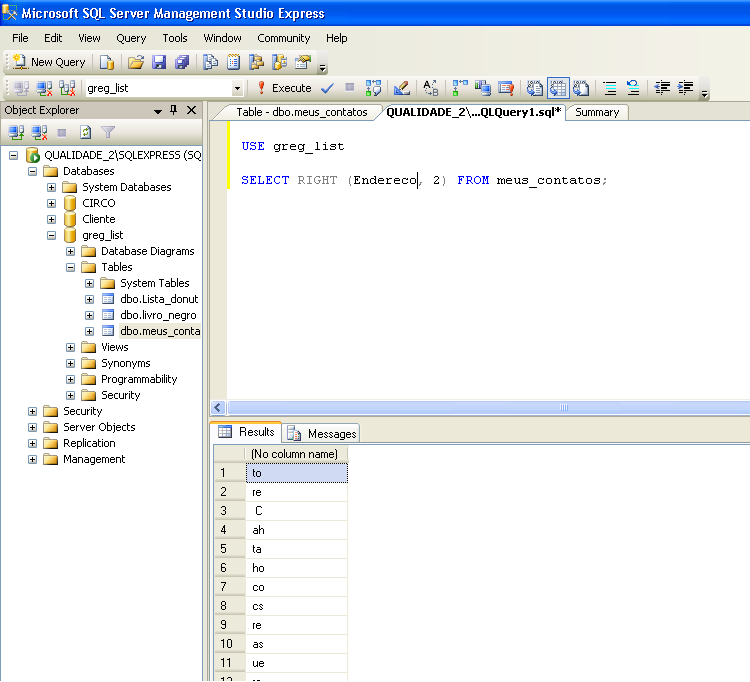 Microsoft SQL Server Management Studio Express
File Edit View Query Tools Window Community Help
New Query
greg_list Execute
Object Explorer
Table - dbo.meus_contatos QUALIDADE_2\...QLQuery1.sql* Summary
QUALIDADE_2\SQLEXPRESS (SQ
Databases
System Databases
CIRCO
Cliente
greg_list
Database Diagrams
Tables
System Tables
dbo.Lista_donut
dbo.livro_negro
dbo.meus_conta
Views
Synonyms
Programmability
Security
Security
Server Objects
Replication
Management
USE greg_list
SELECT RIGHT (Endereco, 2) FROM meus_contatos;
Results Messages
(No column name)
1 to
2 re
3 C
4 ah
5 ta
6 ho
7 co
8 cs
9 re
10 as
11 ue